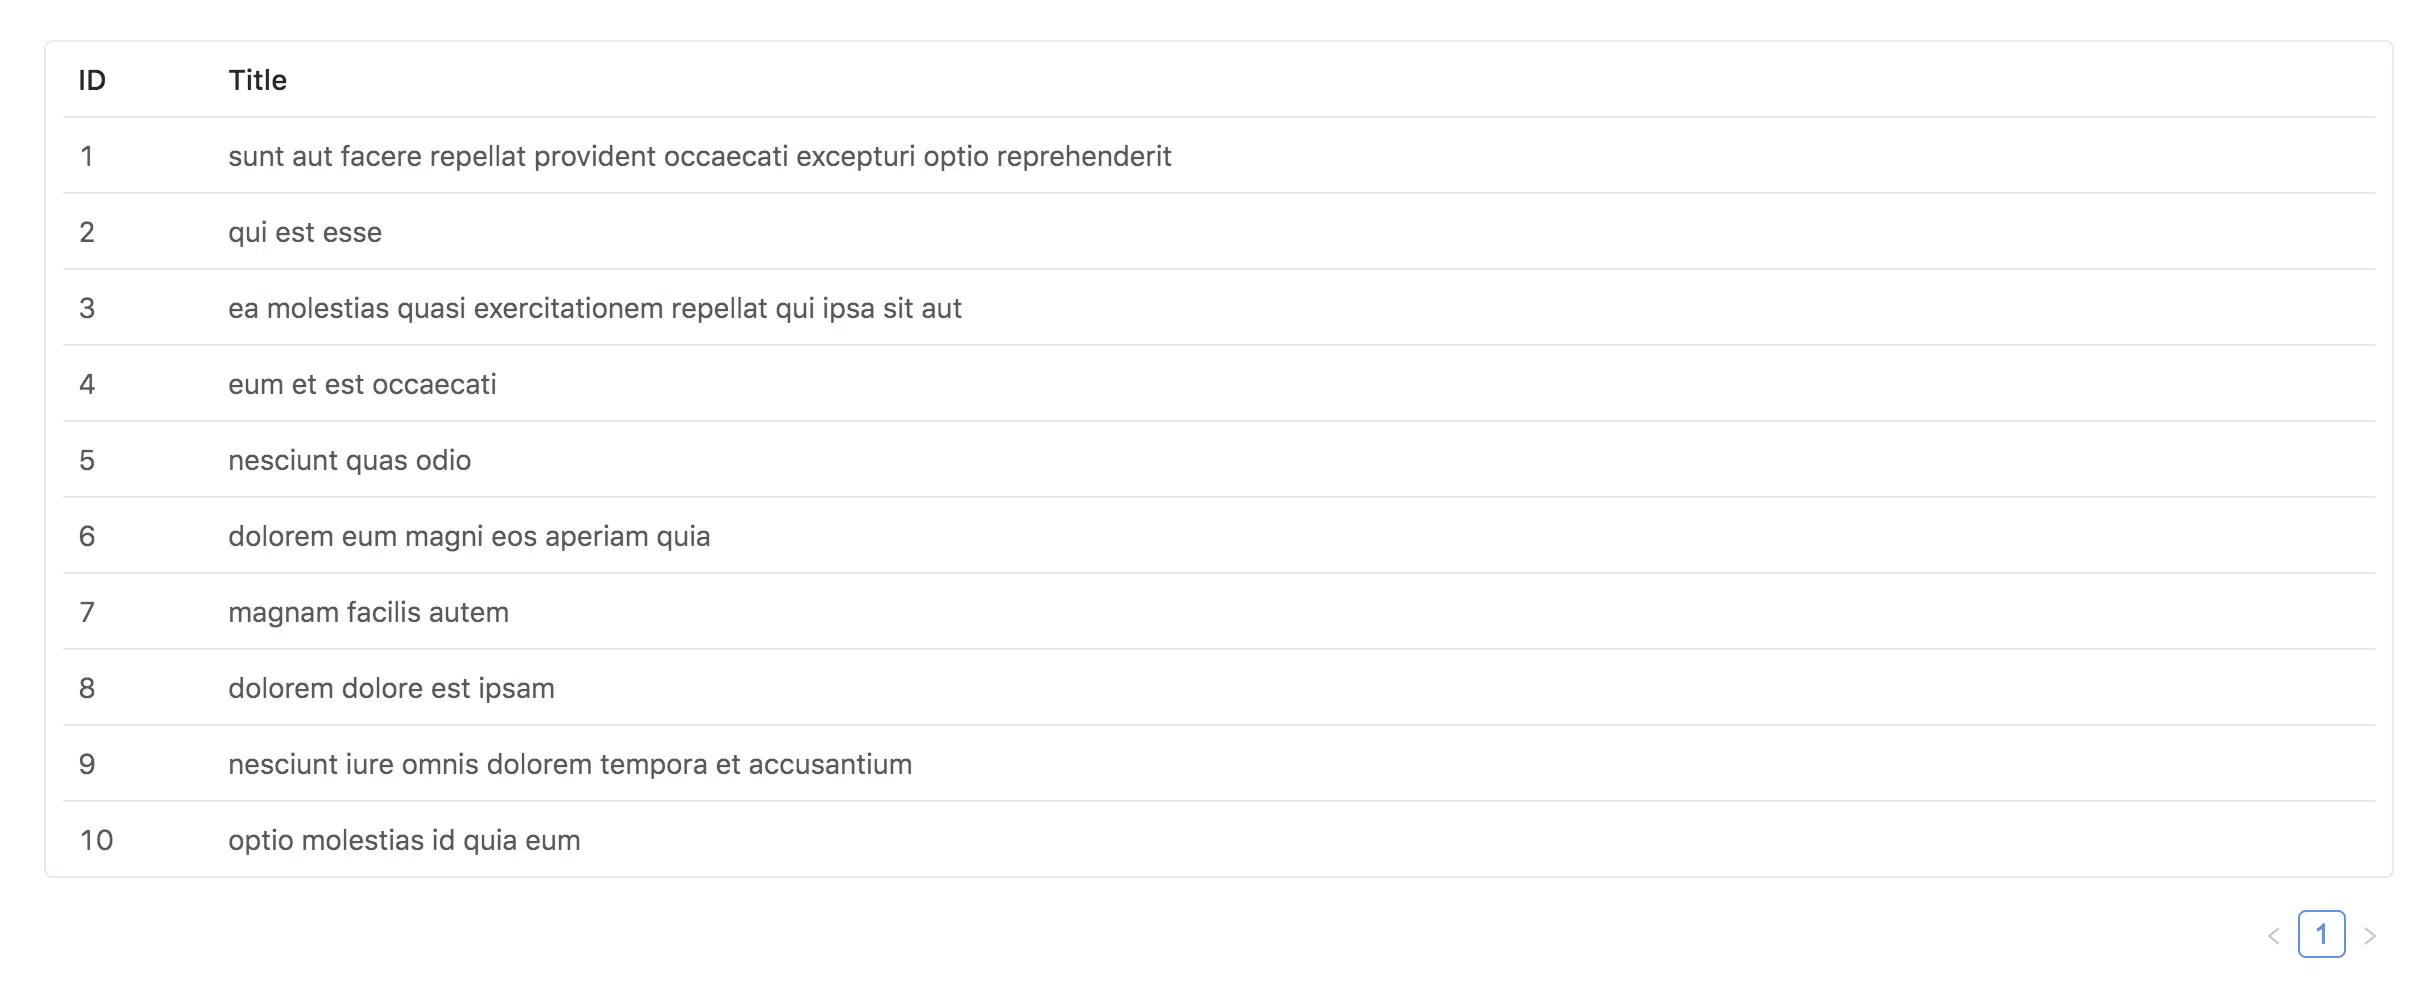 ID Title
1 sunt aut facere repellat provident occaecati excepturi optio reprehenderit
2 qui est esse
3 ea molestias quasi exercitationem repellat qui ipsa sit aut
4 eum et est occaecati
5 nesciunt quas odio
6 dolorem eum magni eos aperiam quia
7 magnam facilis autem
8 dolorem dolore est ipsam
9 nesciunt iure omnis dolorem tempora et accusantium
10 optio molestias id quia eum
< 1 >